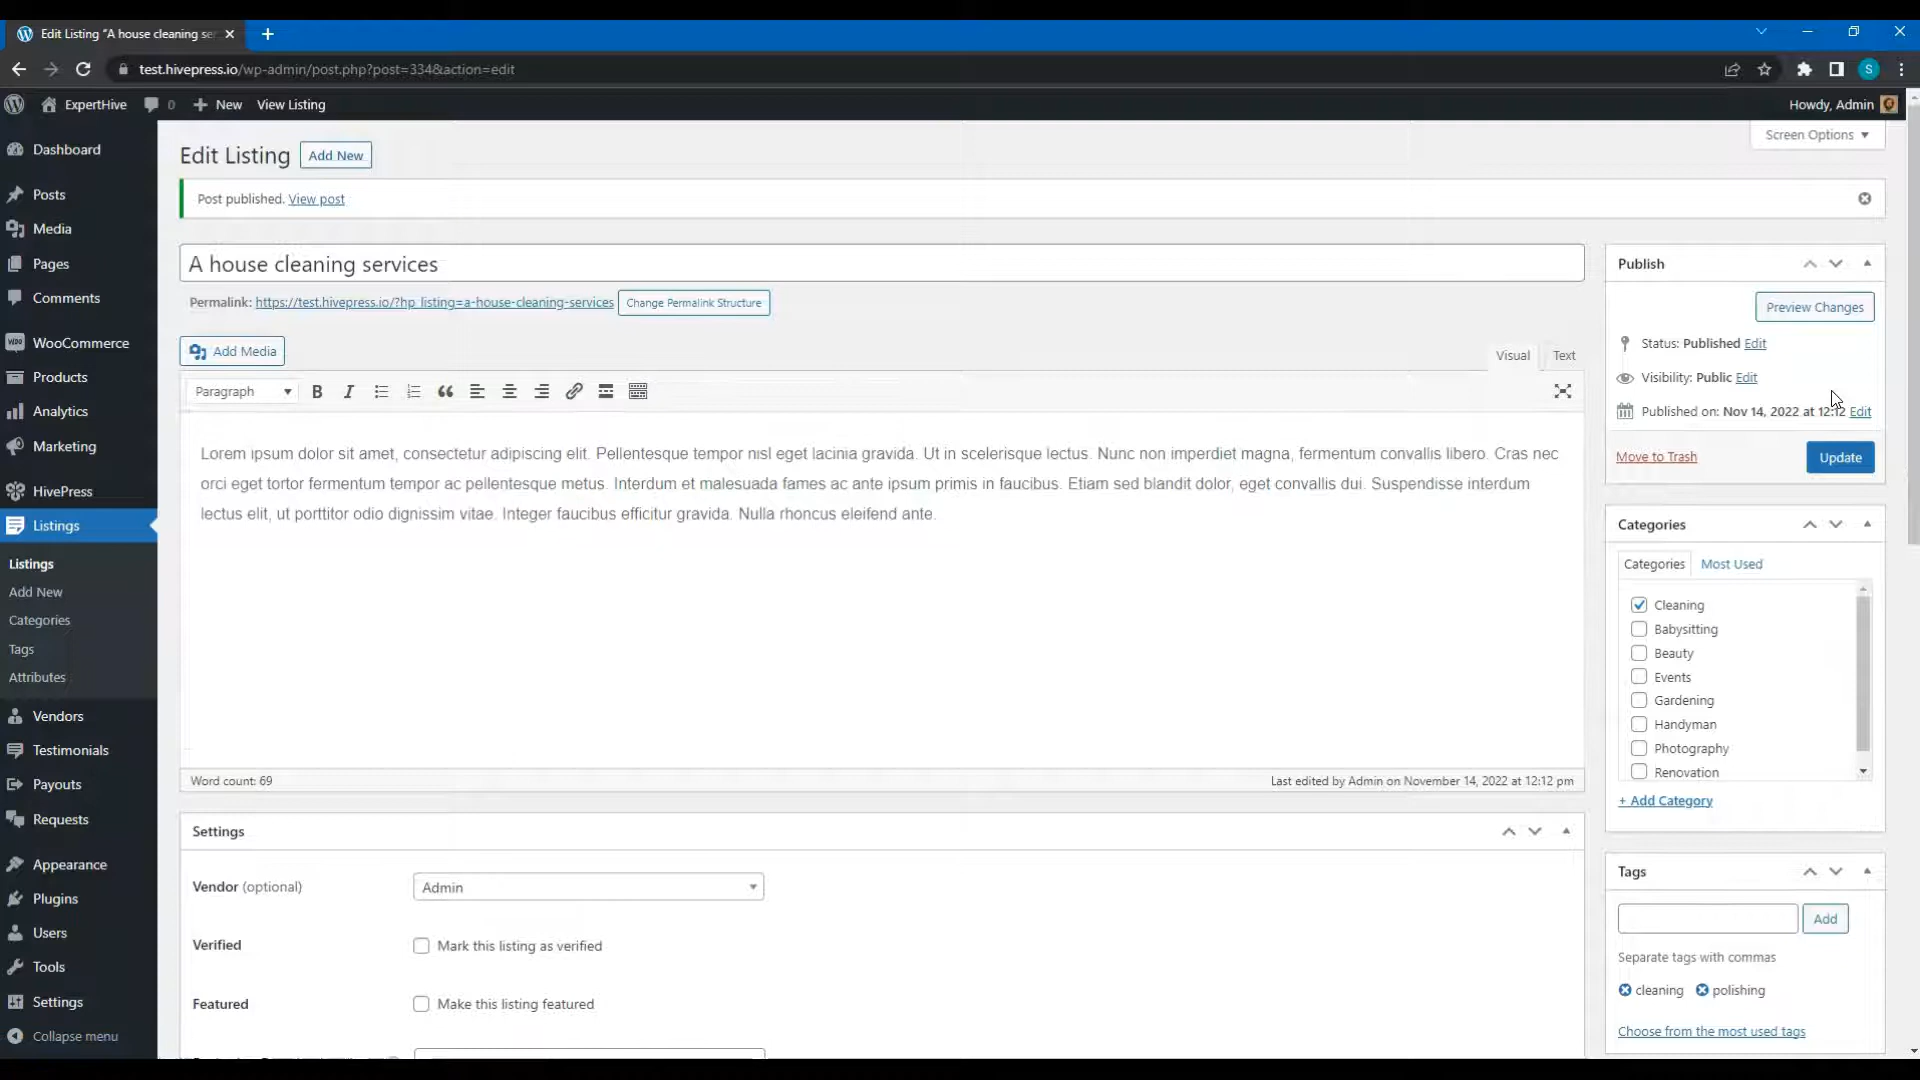 Edit Listing "A house cleaning se
test.hivepress.io/wp-admin/post.php?post=334&action=edit
S
ExpertHive
0
New
View Listing
Howdy, Admin
Dashboard
Posts
Media
Pages
Comments
WooCommerce
Products
Analytics
Marketing
HivePress
Listings
Listings
Add New
Categories
Tags
Attributes
Vendors
Testimonials
Payouts
Requests
Appearance
Plugins
Users
Tools
Settings
Collapse menu
Screen Options
Edit Listing
Add New
Post published. View post
A house cleaning services
Permalink: https://test.hivepress.io/?hp_listing=a-house-cleaning-services
Change Permalink Structure
Add Media
Visual
Text
Paragraph
Lorem ipsum dolor sit amet, consectetur adipiscing elit. Pellentesque tempor nisl eget lacinia gravida. Ut in scelerisque lectus. Nunc non imperdiet magna, fermentum convallis libero. Cras nec
orci eget tortor fermentum tempor ac pellentesque metus. Interdum et malesuada fames ac ante ipsum primis in faucibus. Etiam sed blandit dolor, eget convallis dui. Suspendisse interdum
lectus elit, ut porttitor odio dignissim vitae. Integer faucibus efficitur gravida. Nulla rhoncus eleifend ante.
Word count: 69
Last edited by Admin on November 14, 2022 at 12:12 pm
Settings
Vendor (optional)
Admin
Verified
Mark this listing as verified
Featured
Make this listing featured
Publish
Preview Changes
Status: Published Edit
Visibility: Public Edit
Published on: Nov 14, 2022 at 12:12 Edit
Move to Trash
Update
Categories
Categories
Most Used
Cleaning
Babysitting
Beauty
Events
Gardening
Handyman
Photography
Renovation
+ Add Category
Tags
Add
Separate tags with commas
cleaning
polishing
Choose from the most used tags